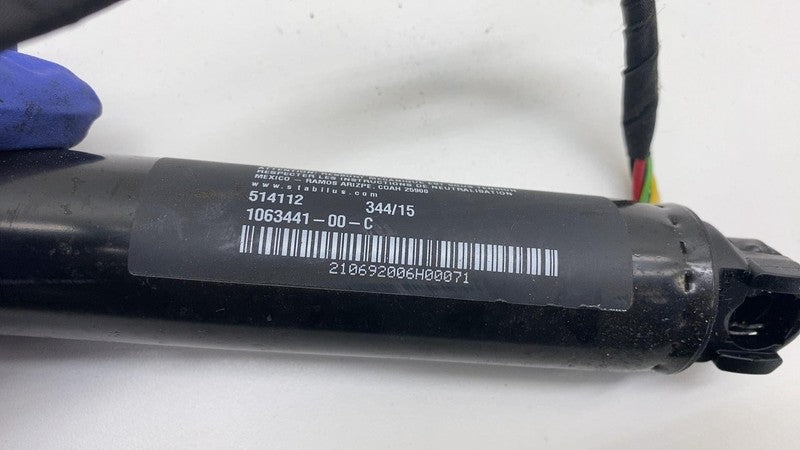 RESPECTER LES INSTRUCTIONS DE NEUTRALISATION
MEXICO - RAMOS ARIZPE, COAH 25900
www.stabilus.com
514112 344/15
1063441-00-C
210692006H00071